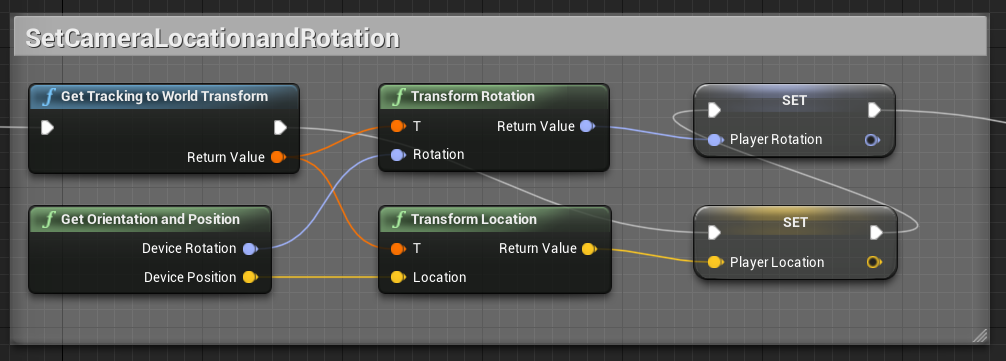 SetCameraLocationandRotation
f Get Tracking to World Transform
Return Value
f Get Orientation and Position
Device Rotation
Device Position
f Transform Rotation
T Return Value
Rotation
f Transform Location
T Return Value
Location
SET
Player Rotation
SET
Player Location